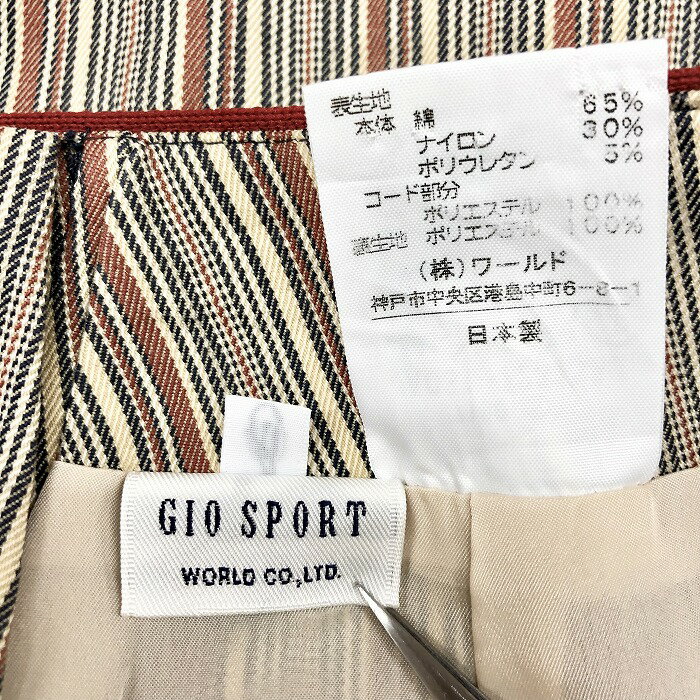 表生地
本体 綿 65%
ナイロン 30%
ポリウレタン 5%
コード部分
ポリエステル 100%
裏生地 ポリエステル 100%
(株)ワールド
神戸市中央区港島中町6-8-1
日本製
GIO SPORT
WORLD CO.,LTD.